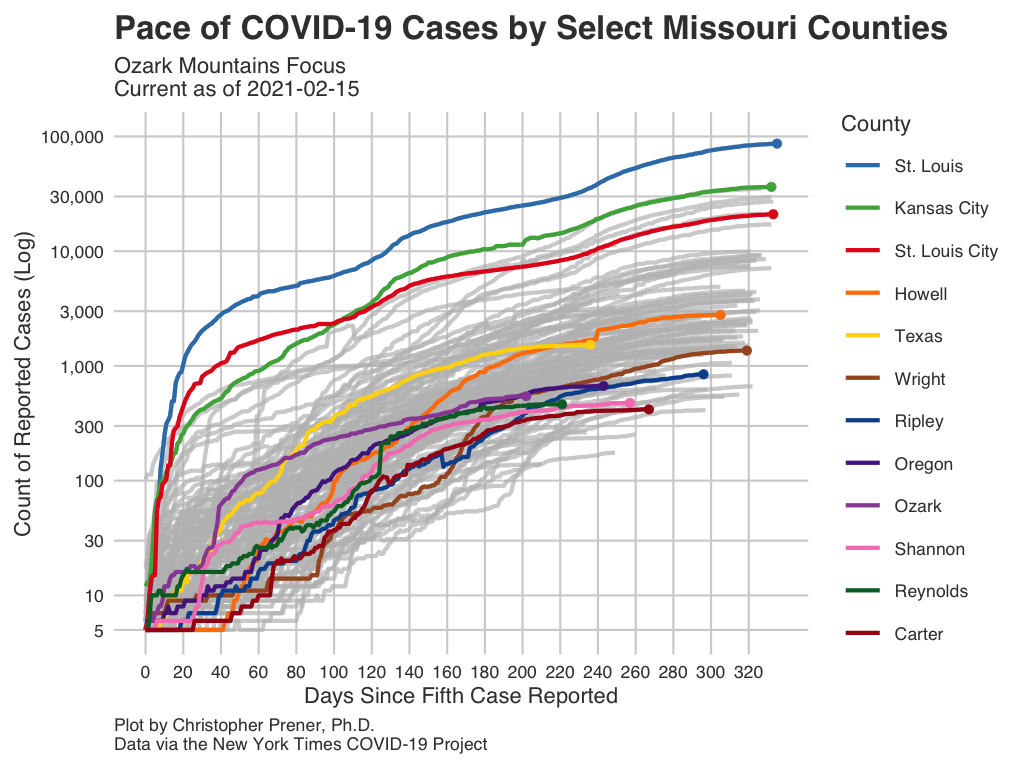 Pace of COVID-19 Cases by Select Missouri Counties
Ozark Mountains Focus
Current as of 2021-02-15
Count of Reported Cases (Log)
100,000
30,000
10,000
3,000
1,000
300
100
30
10
5
0 20 40 60 80 100 120 140 160 180 200 220 240 260 280 300 320
Days Since Fifth Case Reported
County
St. Louis
Kansas City
St. Louis City
Howell
Texas
Wright
Ripley
Oregon
Ozark
Shannon
Reynolds
Carter
Plot by Christopher Prener, Ph.D.
Data via the New York Times COVID-19 Project